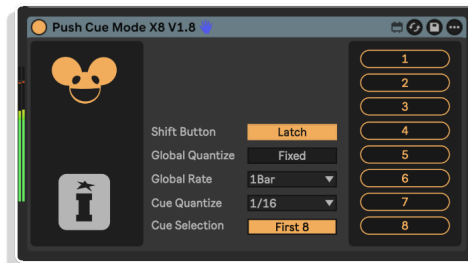 Push Cue Mode X8 V1.8
1
2
3
Shift Button Latch 4
Global Quantize Fixed 5
Global Rate 1Bar 6
Cue Quantize 1/16 7
Cue Selection First 8 8